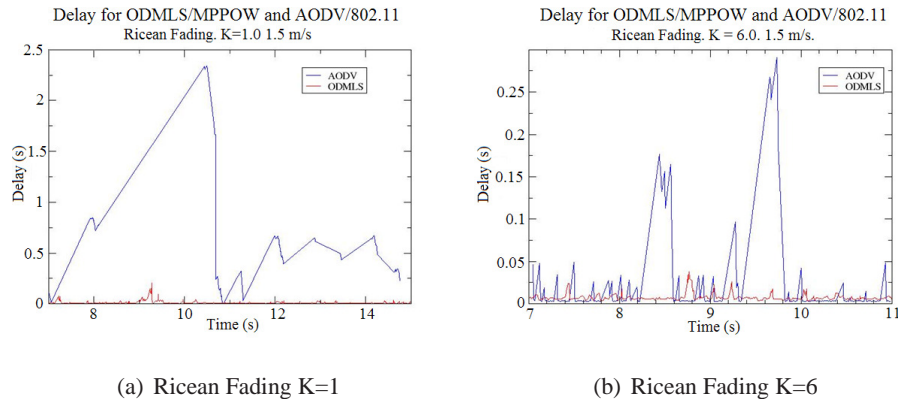 Delay for ODMLS/MPPOW and AODV/802.11
Ricean Fading. K=1.0 1.5 m/s
2.5
2
1.5
1
0.5
0
Delay (s)
AODV
ODMLS
8
10
12
14
Time (s)
(a) Ricean Fading K=1
Delay for ODMLS/MPPOW and AODV/802.11
Ricean Fading. K = 6.0. 1.5 m/s.
0.25
0.2
0.15
0.1
0.05
0
Delay (s)
AODV
ODMLS
7
8
9
10
11
Time (s)
(b) Ricean Fading K=6